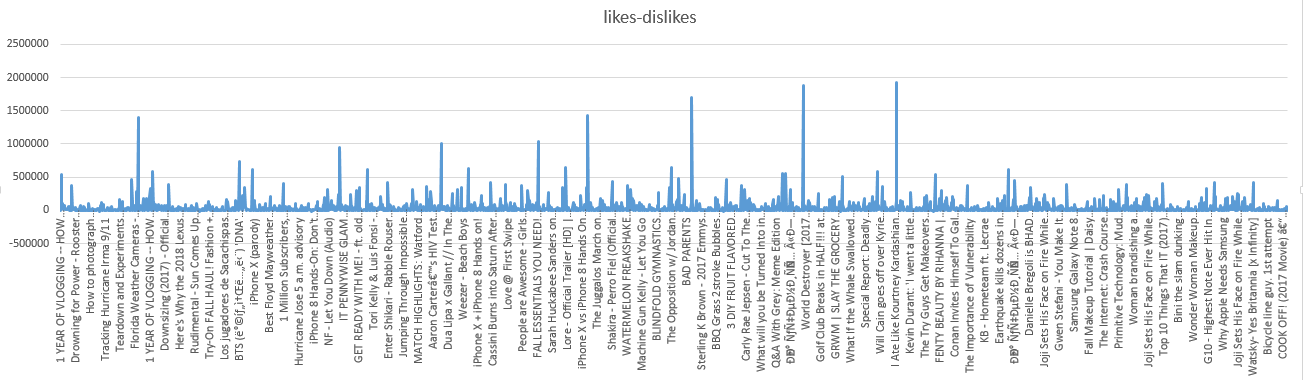 likes-dislikes
2500000
2000000
1500000
1000000
500000
0
-500000
1 YEAR OF VLOGGING -- HOW…
Drowning for Power - Rooster…
How to photograph…
Tracking Hurricane Irma 9/11
Teardown and Experiments
Florida Weather Cameras -…
1 YEAR OF VLOGGING -- HOW…
Downsizing (2017) - Official…
Here's Why the 2018 Lexus…
Rudimental - Sun Comes Up…
Try-On FALL HAUL! Fashion +…
Los jugadores de Sacachispas…
iPhone X (parody)
Best Floyd Mayweather…
1 Million Subscribers,…
Hurricane Jose 5 a.m. advisory
iPhone 8 Hands-On: Don't…
NF - Let You Down (Audio)
IT PENNYWISE GLAM…
GET READY WITH ME! - ft. old…
Tori Kelly & Luis Fonsi -…
Enter Shikari - Rabble Rouser…
Jumping Through Impossible…
MATCH HIGHLIGHTS: Watford…
Aaron Carterâ€™s HIV Test…
Dua Lipa x Gallant // In The…
Weezer - Beach Boys
iPhone X + iPhone 8 Hands on!
Cassini Burns into Saturn After…
Love @ First Swipe
People are Awesome - Girls…
FALL ESSENTIALS YOU NEED!…
Sarah Huckabee Sanders on…
Lore - Official Trailer [HD] |…
iPhone X vs iPhone 8 Hands On…
The Juggalos March on…
Shakira - Perro Fiel (Official…
WATERMELON FREAKSHAKE…
Machine Gun Kelly - Let You Go
BLINDFOLD GYMNASTICS
The Opposition w/ Jordan…
BAD PARENTS
Sterling K Brown - 2017 Emmys…
BBQ Grass 2stroke Bubbles…
3 DIY FRUIT FLAVORED…
Carly Rae Jepsen - Cut To The…
What will you be Turned Into in…
Q&A With Grey: Meme Edition
World Destroyer [2017…
Golf Club Breaks in HALF!!! at…
GRWM | SLAY THE GROCERY…
What If the Whale Swallowed…
Special Report: Deadly…
Will Cain goes off over Kyrie…
I Ate Like Kourtney Kardashian…
Kevin Durant: 'I went a little…
The Try Guys Get Makeovers…
FENTY BEAUTY BY RIHANNA |…
Conan Invites Himself To Gal…
The Importance of Vulnerability
KB - Hometeam ft. Lecrae
Earthquake kills dozens in…
Danielle Bregoli is BHAD…
Joji Sets His Face on Fire While…
Gwen Stefani - You Make It…
Samsung Galaxy Note 8…
Fall Makeup Tutorial | Daisy…
The Internet: Crash Course…
Primitive Technology: Mud…
Woman brandishing a…
Joji Sets His Face on Fire While…
Top 10 Things That IT (2017)…
Bini the slam dunking…
Wonder Woman Makeup…
G10 - Highest Note Ever Hit In…
Why Apple Needs Samsung
Joji Sets His Face on Fire While…
Watsky- Yes Britannia [x Infinity]
Bicycle line guy. 1st attempt…
COOK OFF! (2017 Movie) â€“…